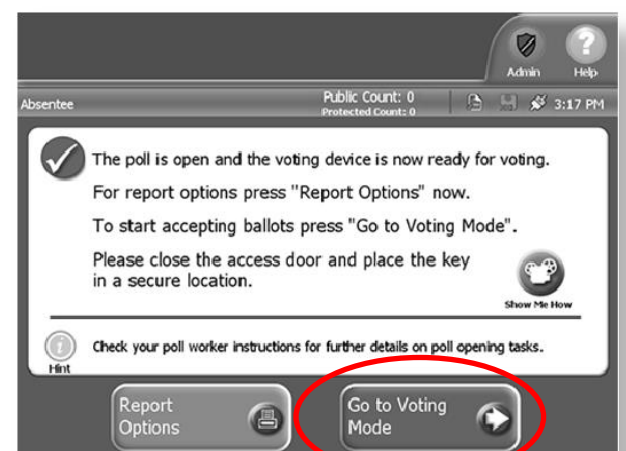 Admin Help
Absentee Public Count: 0 3:17 PM
Protected Count: 0
The poll is open and the voting device is now ready for voting.
For report options press "Report Options" now.
To start accepting ballots press "Go to Voting Mode".
Please close the access door and place the key
in a secure location.
Show Me How
Check your poll worker instructions for further details on poll opening tasks.
Hint
Report
Options
Go to Voting
Mode